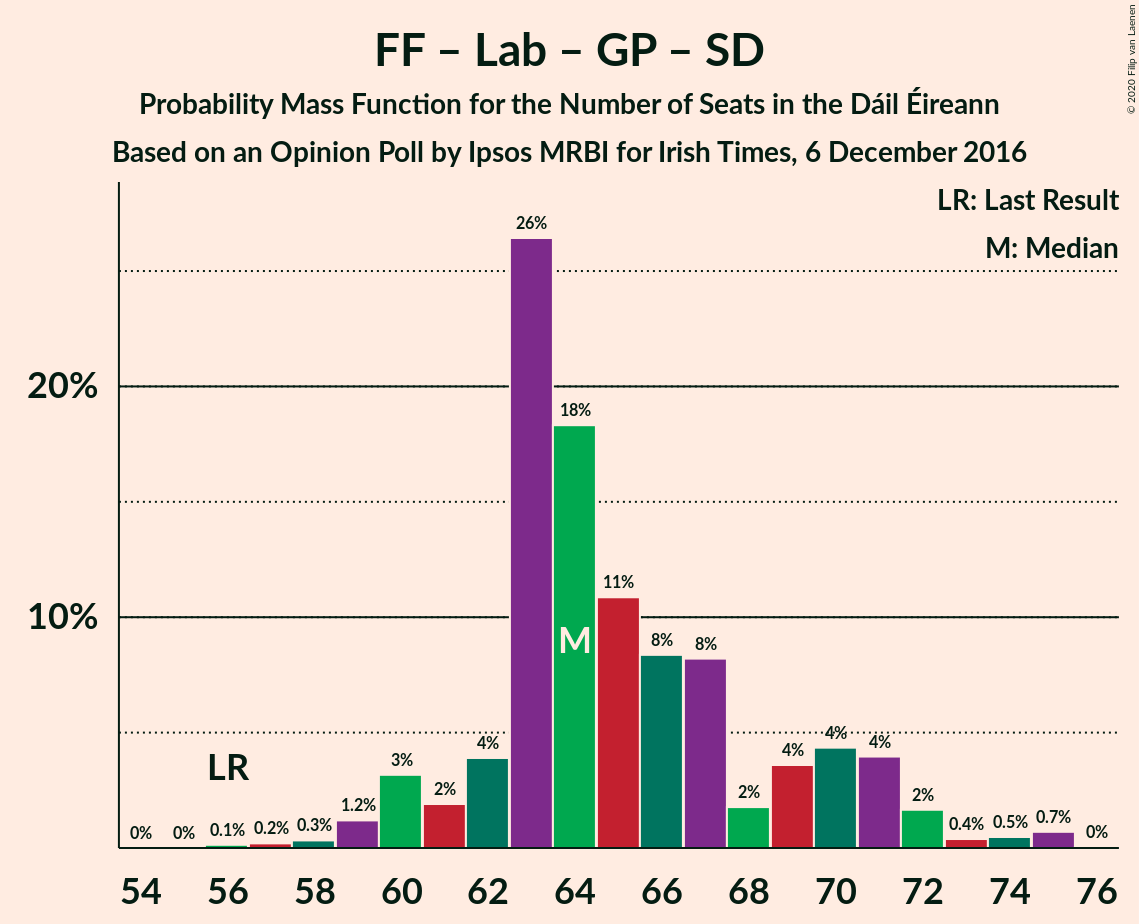 FF – Lab – GP – SD
Probability Mass Function for the Number of Seats in the Dáil Éireann
Based on an Opinion Poll by Ipsos MRBI for Irish Times, 6 December 2016
© 2020 Filip van Laenen
LR: Last Result
M: Median
20%
10%
0% 0% 0.1% 0.2% 0.3% 1.2% 3% 2% 4% 26% 18% 11% 8% 8% 2% 4% 4% 4% 2% 0.4% 0.5% 0.7% 0%
LR
M
54 56 58 60 62 64 66 68 70 72 74 76